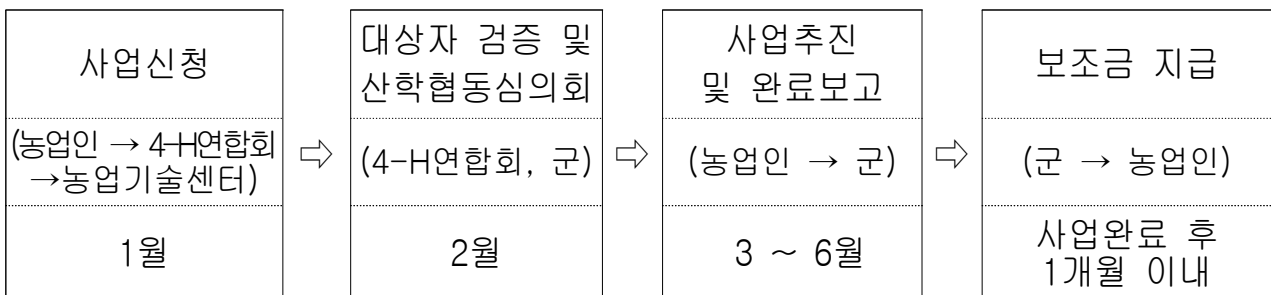 사업신청
(농업인 → 4-H연합회
→농업기술센터)
1월
⇨
대상자 검증 및
산학협동심의회
(4-H연합회, 군)
2월
⇨
사업추진
및 완료보고
(농업인 → 군)
3 ~ 6월
⇨
보조금 지급
(군 → 농업인)
사업완료 후
1개월 이내